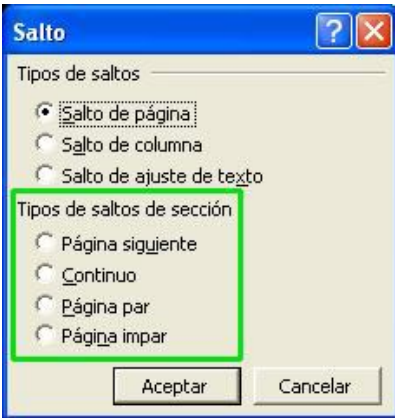 Salto
Tipos de saltos
Salto de página
Salto de columna
Salto de ajuste de texto
Tipos de saltos de sección
Página siguiente
Continuo
Página par
Página impar
Aceptar Cancelar